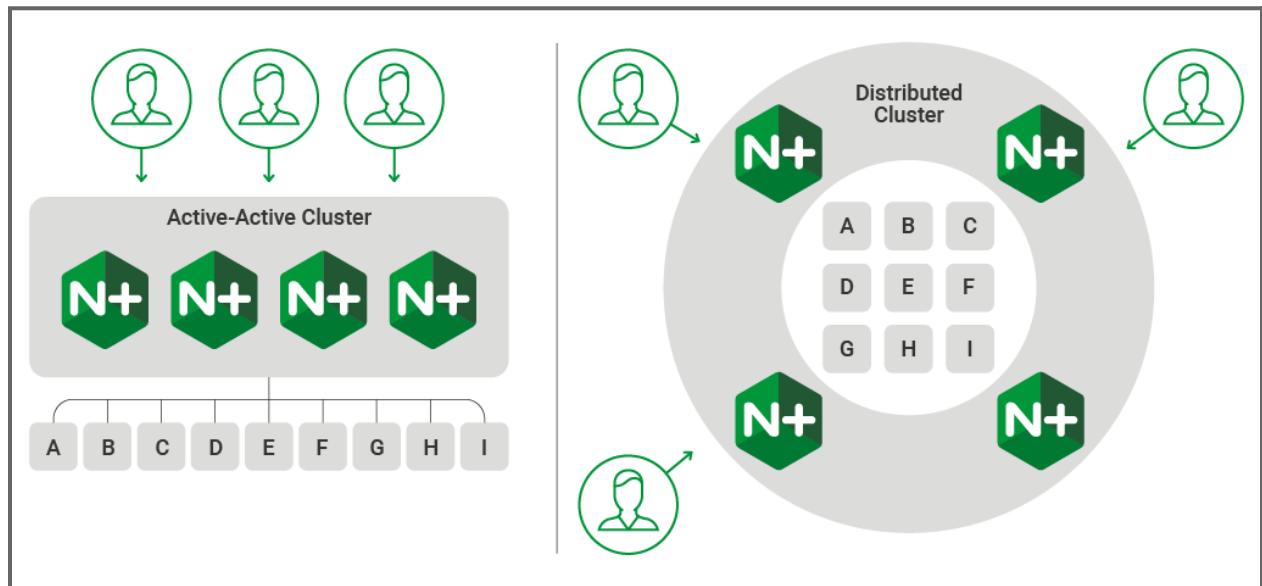 Active-Active Cluster
N+ N+ N+ N+
A B C D E F G H I
Distributed
Cluster
N+ N+
A B C
D E F
G H I
N+ N+